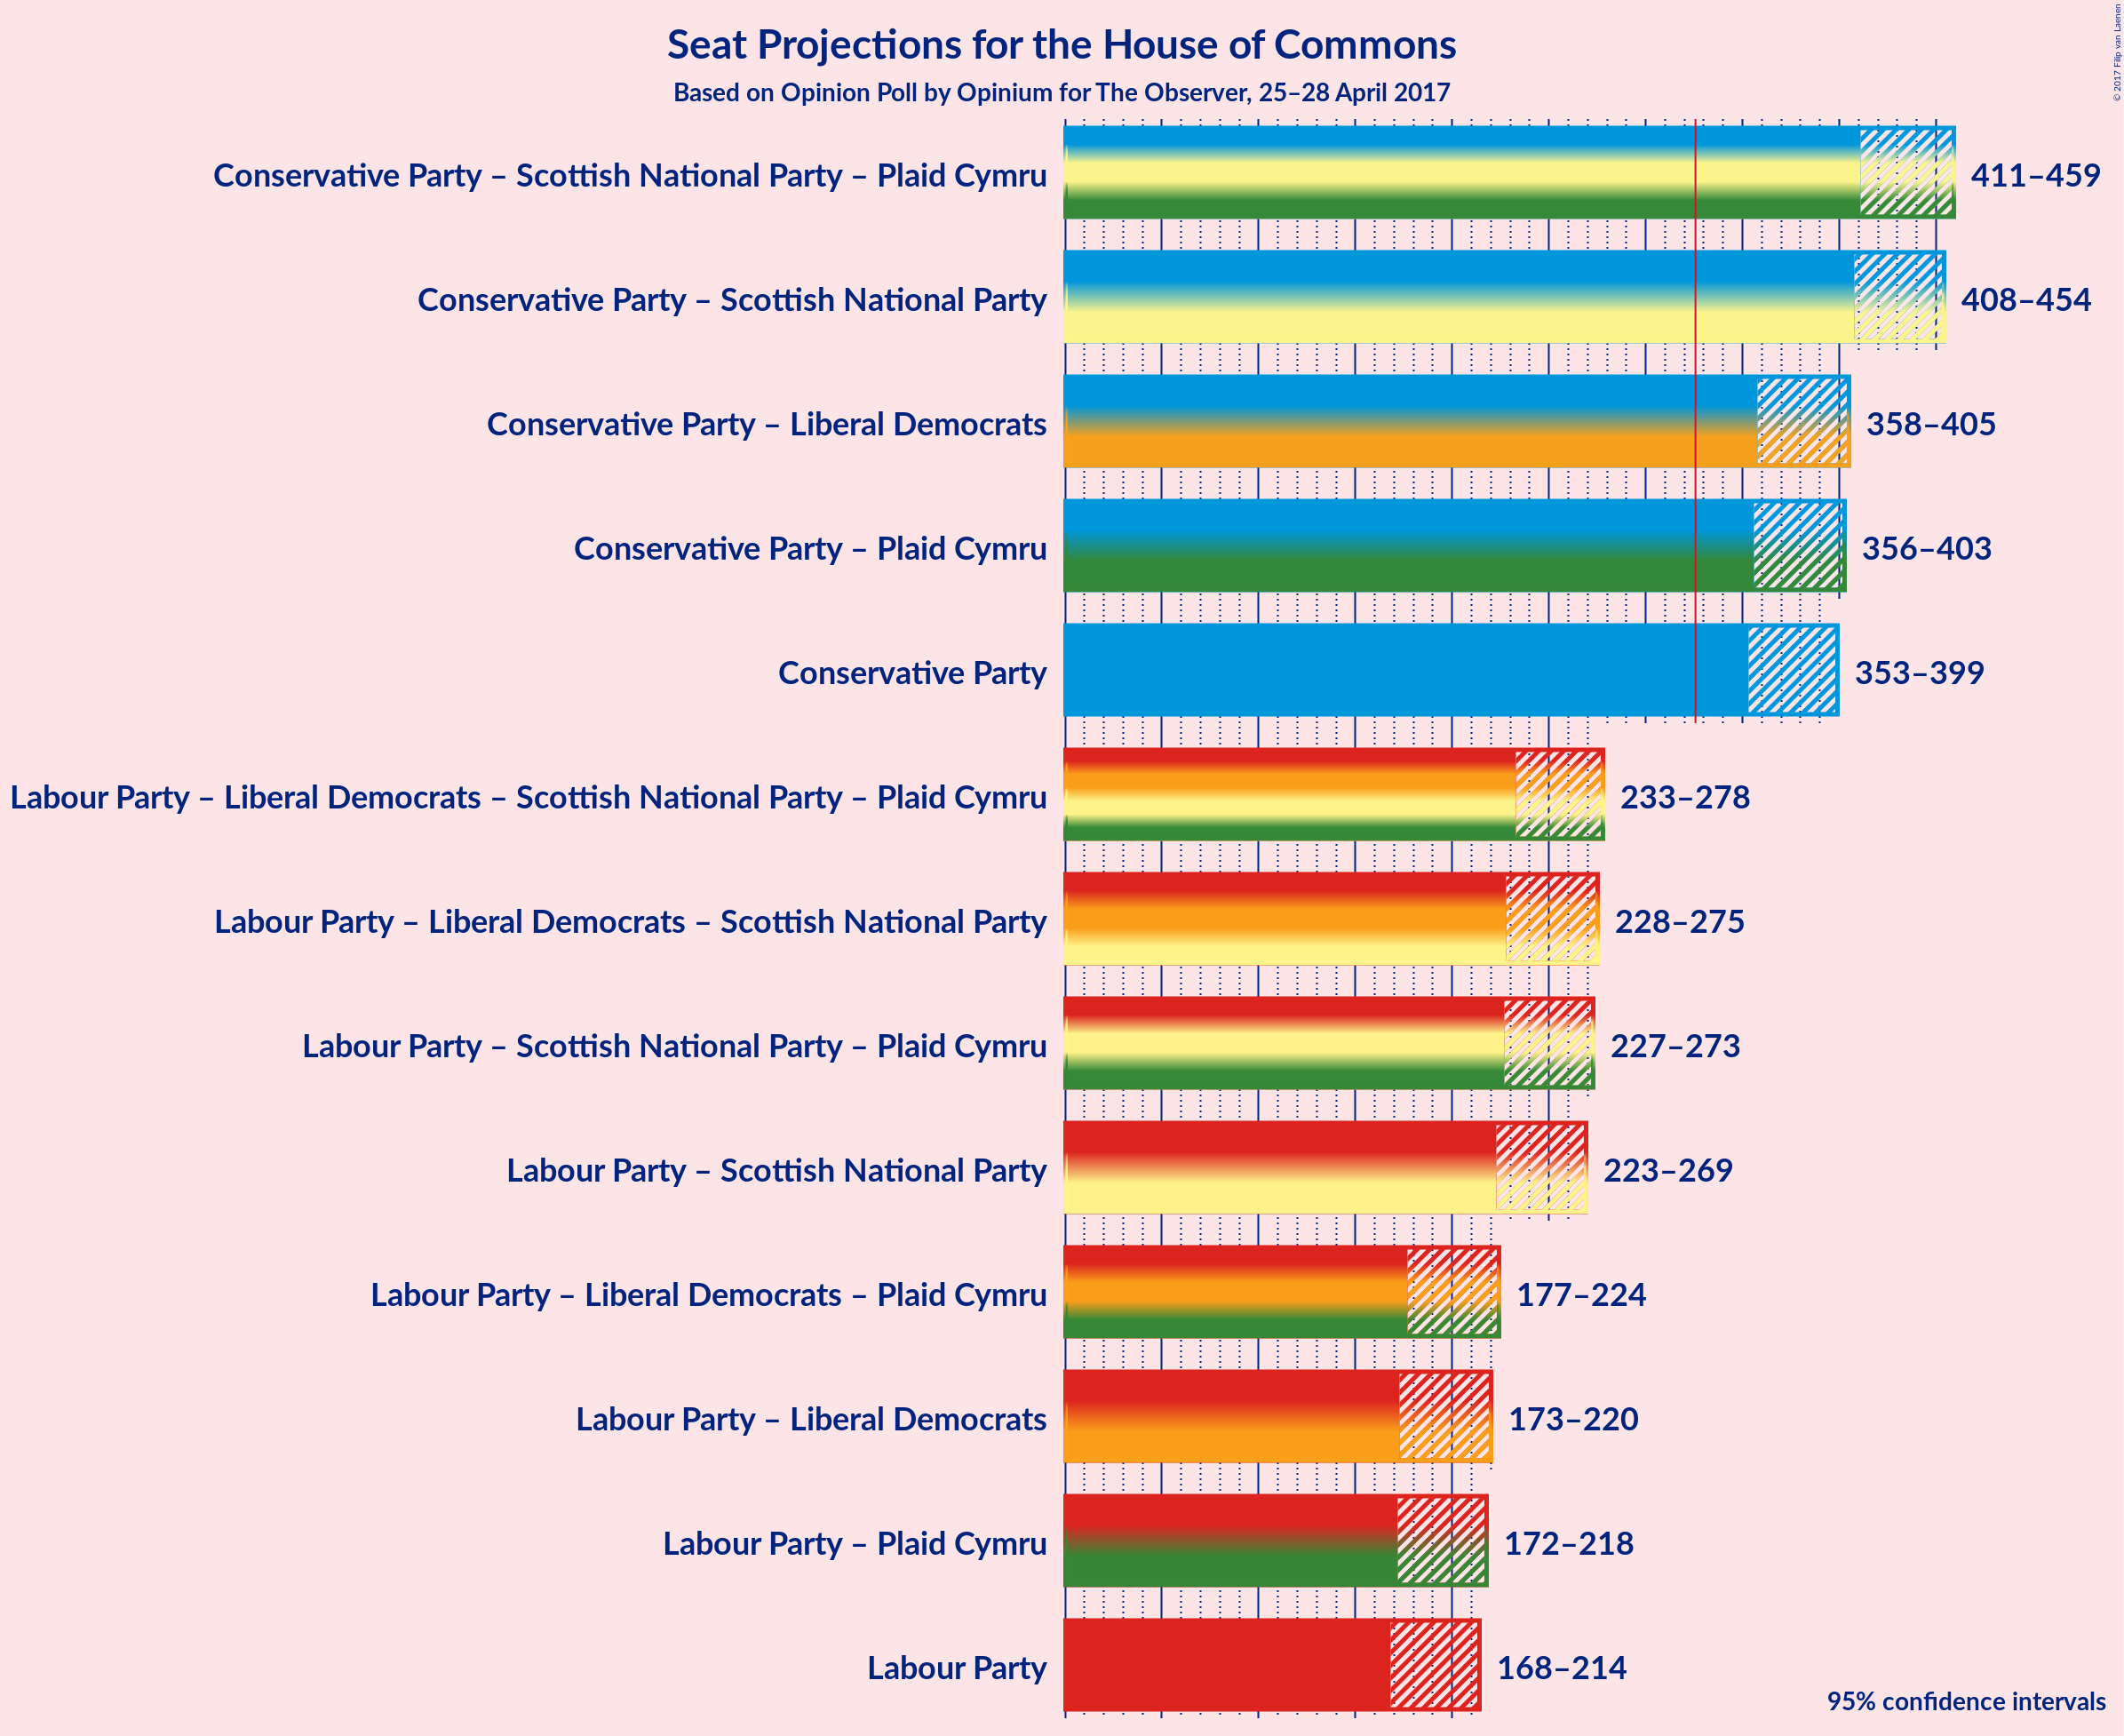 Seat Projections for the House of Commons
Based on Opinion Poll by Opinium for The Observer, 25–28 April 2017
© 2017 Filip van Laenen
Conservative Party – Scottish National Party – Plaid Cymru 411–459
Conservative Party – Scottish National Party 408–454
Conservative Party – Liberal Democrats 358–405
Conservative Party – Plaid Cymru 356–403
Conservative Party 353–399
Labour Party – Liberal Democrats – Scottish National Party – Plaid Cymru 233–278
Labour Party – Liberal Democrats – Scottish National Party 228–275
Labour Party – Scottish National Party – Plaid Cymru 227–273
Labour Party – Scottish National Party 223–269
Labour Party – Liberal Democrats – Plaid Cymru 177–224
Labour Party – Liberal Democrats 173–220
Labour Party – Plaid Cymru 172–218
Labour Party 168–214
95% confidence intervals